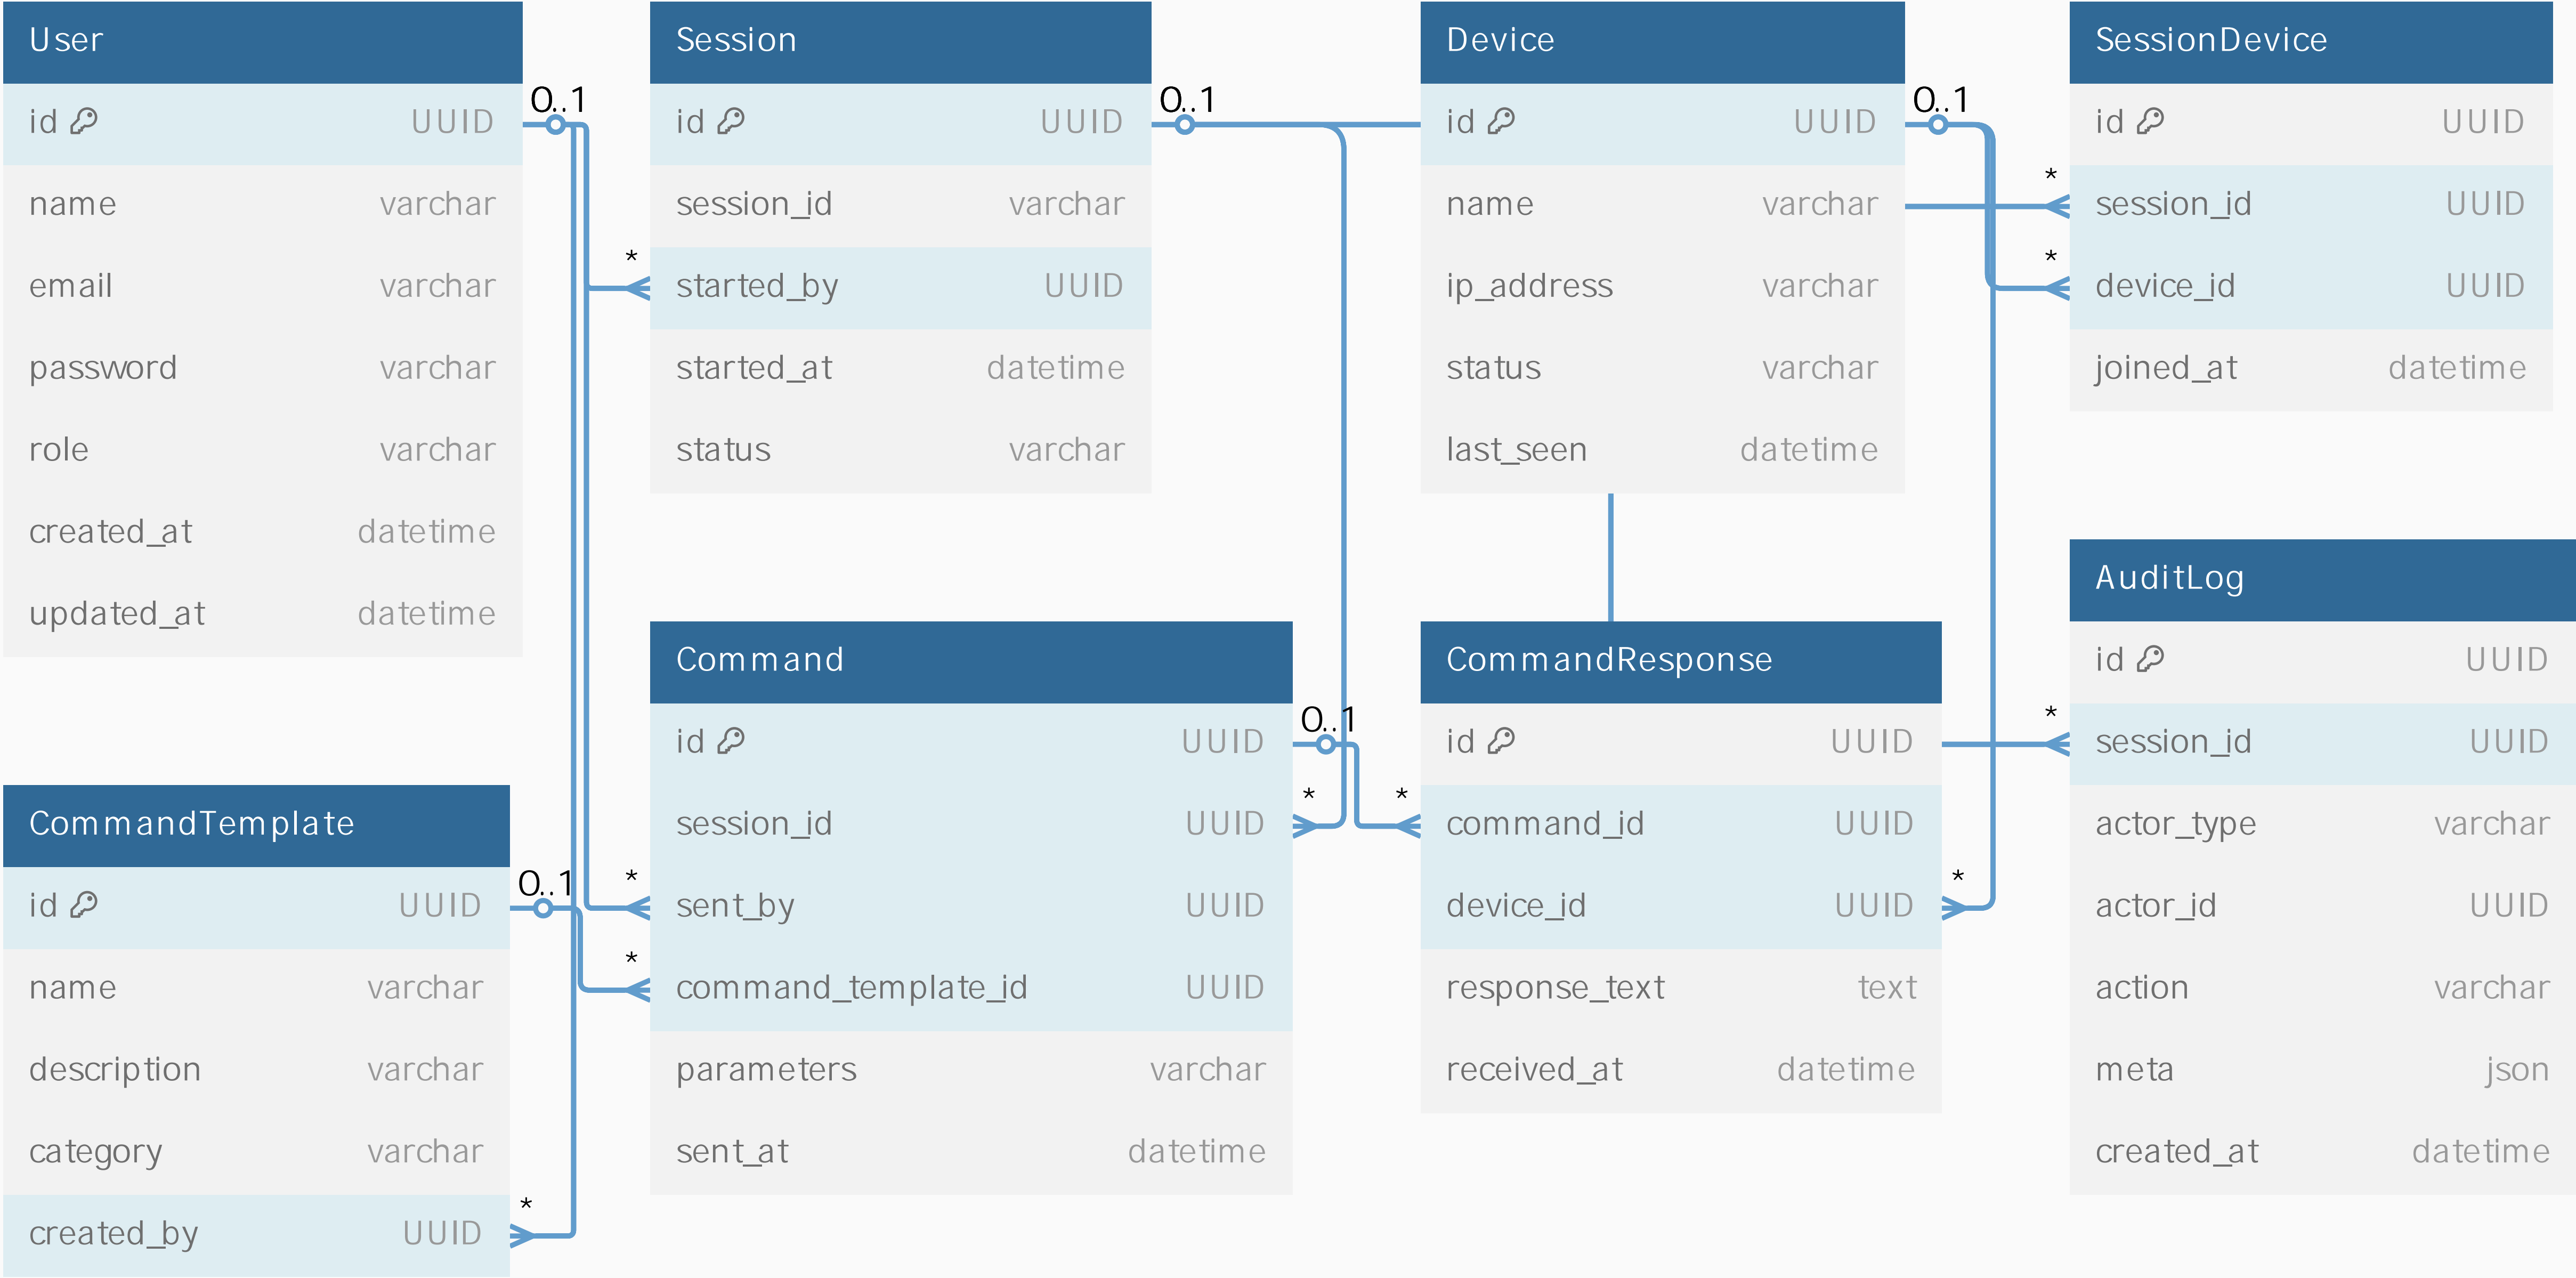 User
id UUID
name varchar
email varchar
password varchar
role varchar
created_at datetime
updated_at datetime
0..1
Session
id UUID
session_id varchar
* started_by UUID
started_at datetime
status varchar
0..1
Device
id UUID
name varchar
ip_address varchar
status varchar
last_seen datetime
0..1
SessionDevice
id UUID
* session_id UUID
* device_id UUID
joined_at datetime
CommandTemplate
id UUID
name varchar
description varchar
category varchar
created_by UUID *
0..1
Command
id UUID
session_id UUID *
* sent_by UUID
* command_template_id UUID
parameters varchar
sent_at datetime
0..1
CommandResponse
id UUID
* command_id UUID
device_id UUID *
response_text text
received_at datetime
AuditLog
id UUID
* session_id UUID
actor_type varchar
actor_id UUID
action varchar
meta json
created_at datetime